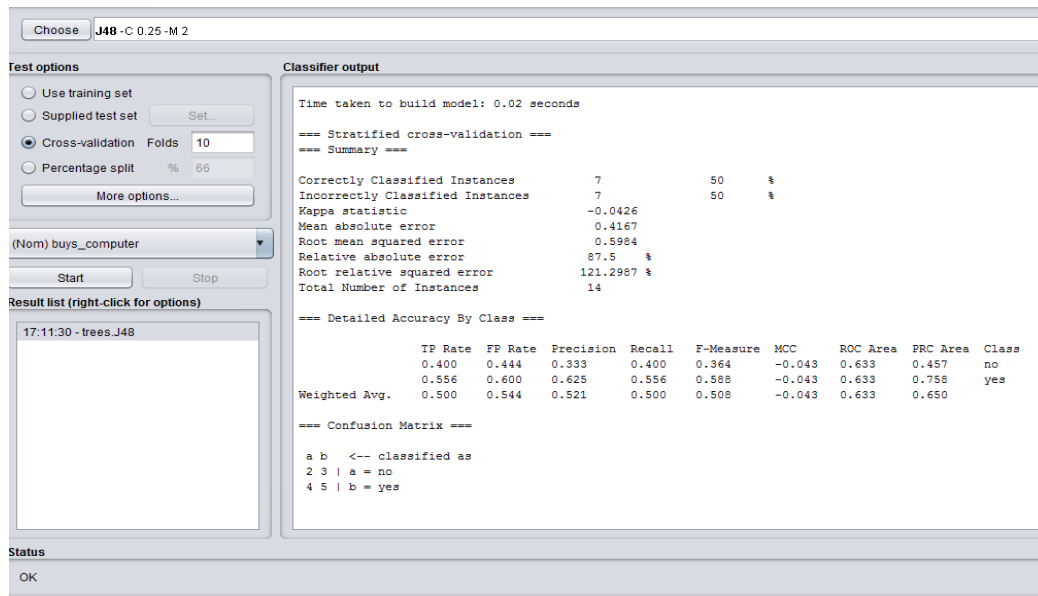 Choose J48 -C 0.25 -M 2
Test options
Use training set
Supplied test set Set...
Cross-validation Folds 10
Percentage split % 66
More options...
(Nom) buys_computer
Start Stop
Result list (right-click for options)
17:11:30 - trees.J48
Classifier output
Time taken to build model: 0.02 seconds
=== Stratified cross-validation ===
=== Summary ===
Correctly Classified Instances 7 50 %
Incorrectly Classified Instances 7 50 %
Kappa statistic -0.0426
Mean absolute error 0.4167
Root mean squared error 0.5984
Relative absolute error 87.5 %
Root relative squared error 121.2987 %
Total Number of Instances 14
=== Detailed Accuracy By Class ===
TP Rate FP Rate Precision Recall F-Measure MCC ROC Area PRC Area Class
0.400 0.444 0.333 0.400 0.364 -0.043 0.633 0.457 no
0.556 0.600 0.625 0.556 0.588 -0.043 0.633 0.758 yes
Weighted Avg. 0.500 0.544 0.521 0.500 0.508 -0.043 0.633 0.650
=== Confusion Matrix ===
a b <-- classified as
2 3 | a = no
4 5 | b = yes
Status
OK